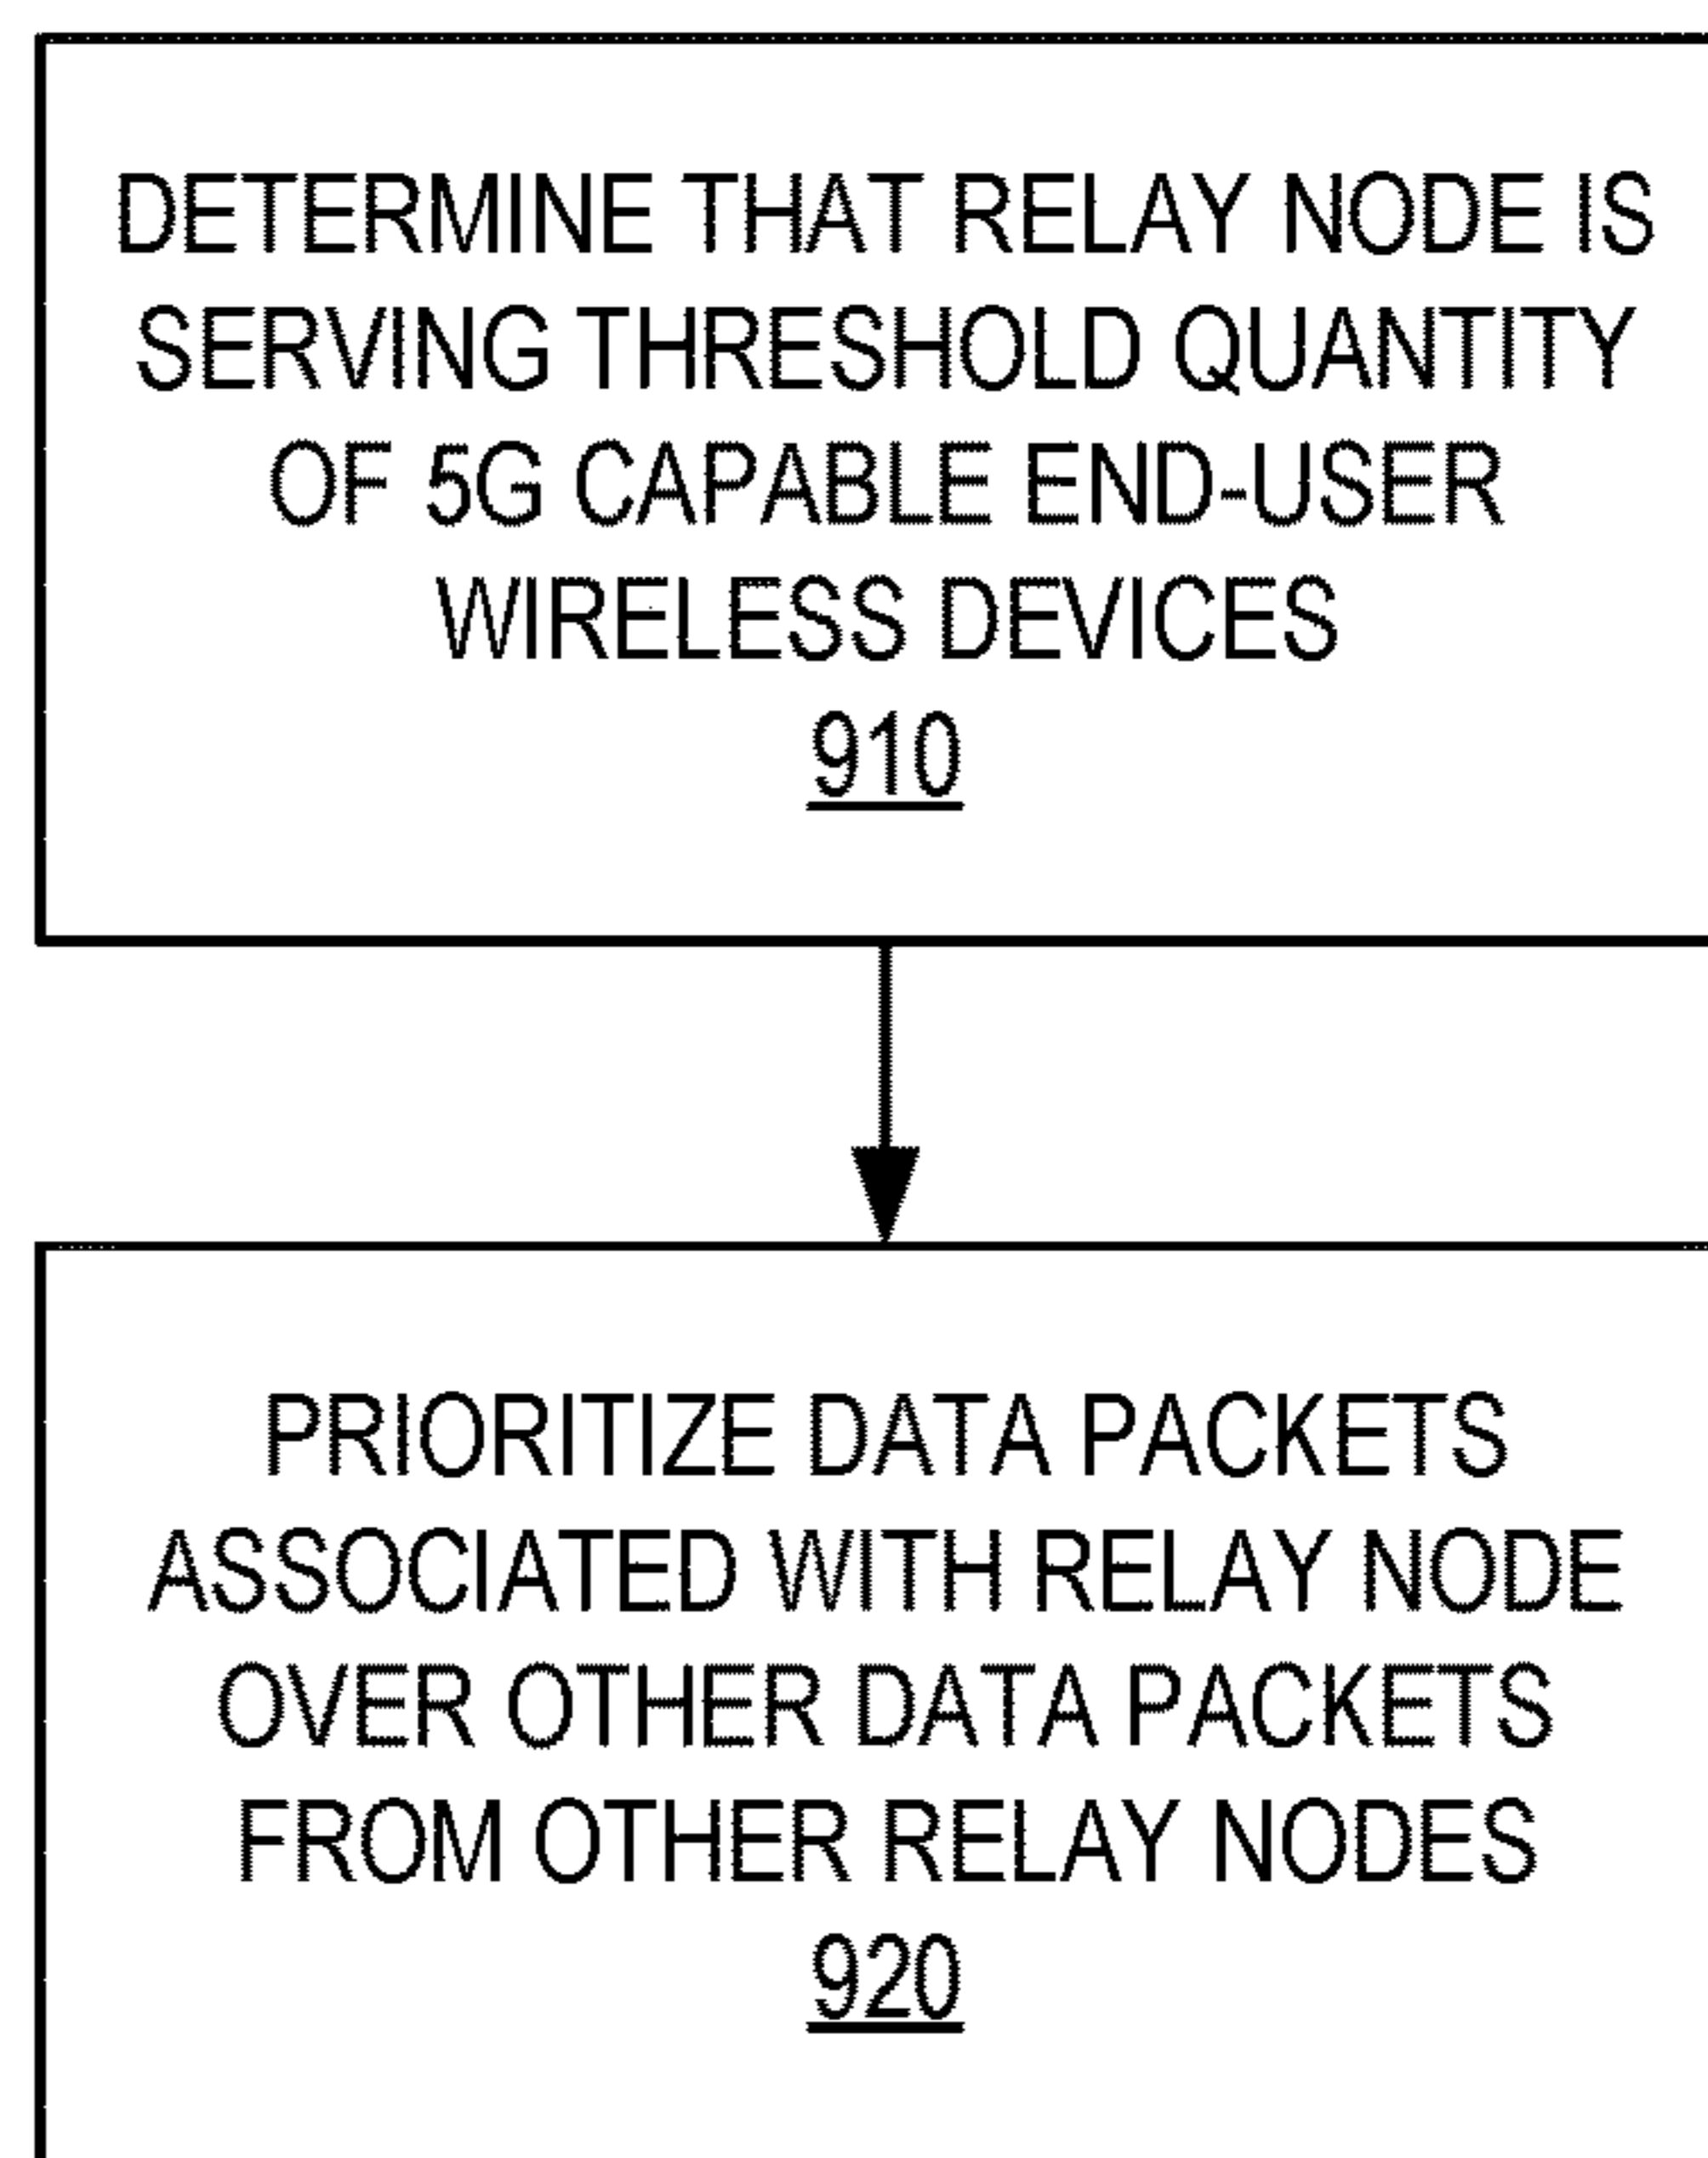 DETERMINE THAT RELAY NODE IS
SERVING THRESHOLD QUANTITY
OF 5G CAPABLE END-USER
WIRELESS DEVICES
910
PRIORITIZE DATA PACKETS
ASSOCIATED WITH RELAY NODE
OVER OTHER DATA PACKETS
FROM OTHER RELAY NODES
920